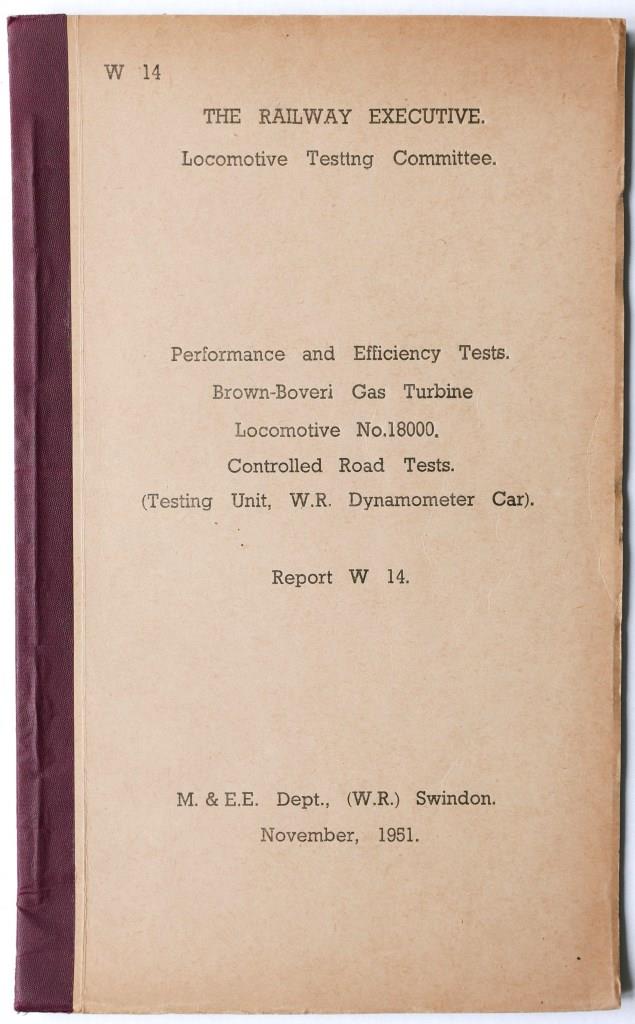 W 14
THE RAILWAY EXECUTIVE.
Locomotive Testing Committee.
Performance and Efficiency Tests.
Brown-Boveri Gas Turbine
Locomotive No.18000.
Controlled Road Tests.
(Testing Unit, W.R. Dynamometer Car).
Report W 14.
M. & E.E. Dept., (W.R.) Swindon.
November, 1951.